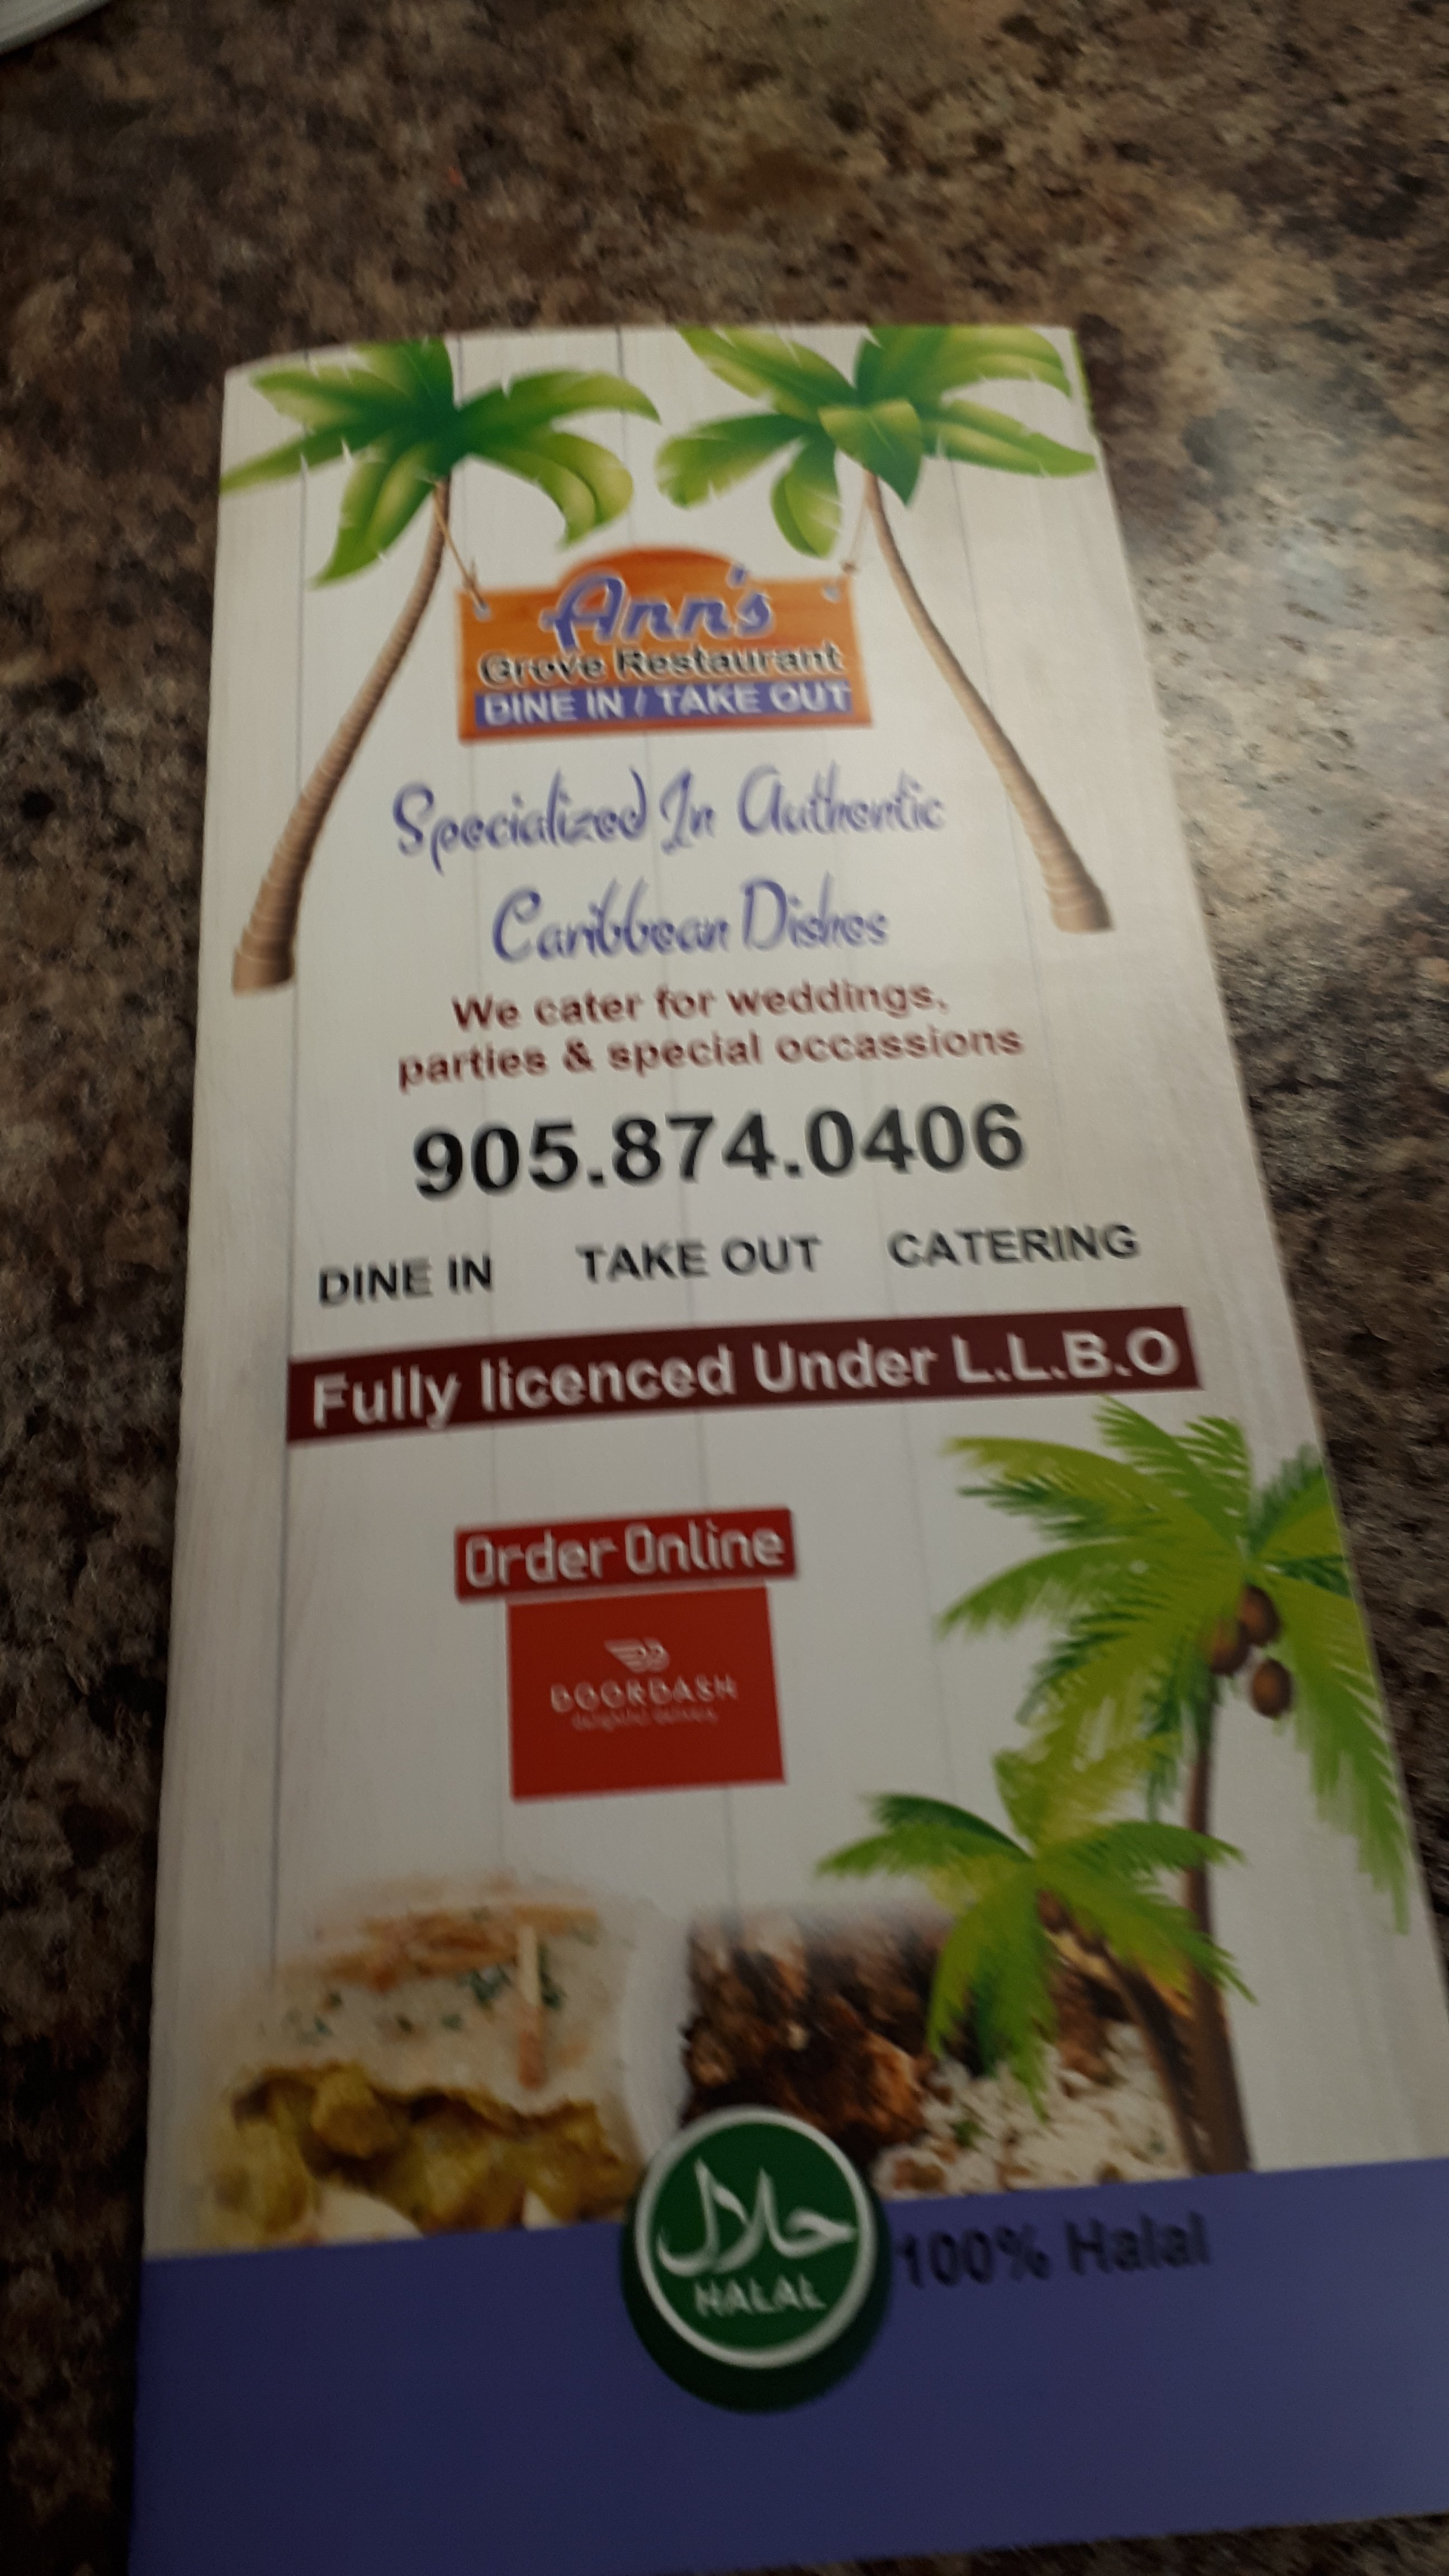 Ann's
Grove Restaurant
DINE IN / TAKE OUT
Specialized In Authentic
Caribbean Dishes
We cater for weddings,
parties & special occassions
905.874.0406
DINE IN TAKE OUT CATERING
Fully licenced Under L.L.B.O
Order Online
DOORDASH
حلال
HALAL
100% Halal